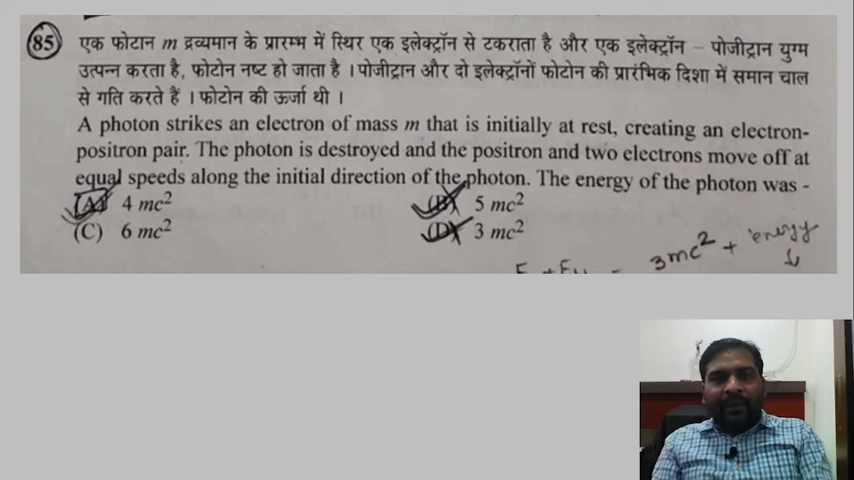 85 एक फोटान m द्रव्यमान के प्रारम्भ में स्थिर एक इलेक्ट्रॉन से टकराता है और एक इलेक्ट्रॉन – पोजीट्रान युग्म
उत्पन्न करता है, फोटोन नष्ट हो जाता है । पोजीट्रान और दो इलेक्ट्रॉनों फोटोन की प्रारंभिक दिशा में समान चाल
से गति करते हैं । फोटोन की ऊर्जा थी ।
A photon strikes an electron of mass m that is initially at rest, creating an electron-
positron pair. The photon is destroyed and the positron and two electrons move off at
equal speeds along the initial direction of the photon. The energy of the photon was -
(A) 4 mc² (B) 5 mc²
(C) 6 mc² (D) 3 mc²
3mc² + energy